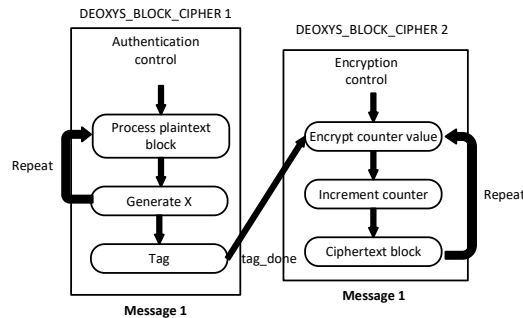 DEOXYS_BLOCK_CIPHER 1
Authentication
control
Process plaintext
block
Repeat
Generate X
Tag
tag_done
Message 1
DEOXYS_BLOCK_CIPHER 2
Encryption
control
Encrypt counter value
Increment counter
Repeat
Ciphertext block
Message 1